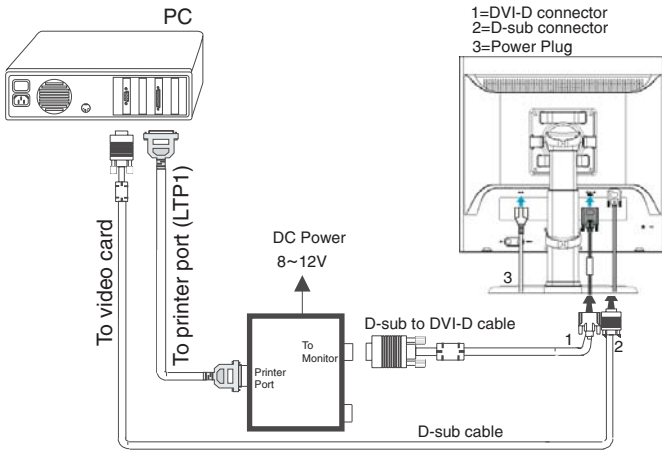 PC
1=DVI-D connector
2=D-sub connector
3=Power Plug
To video card
To printer port (LTP1)
DC Power
8~12V
3
D-sub to DVI-D cable
1
2
To
Monitor
Printer
Port
D-sub cable